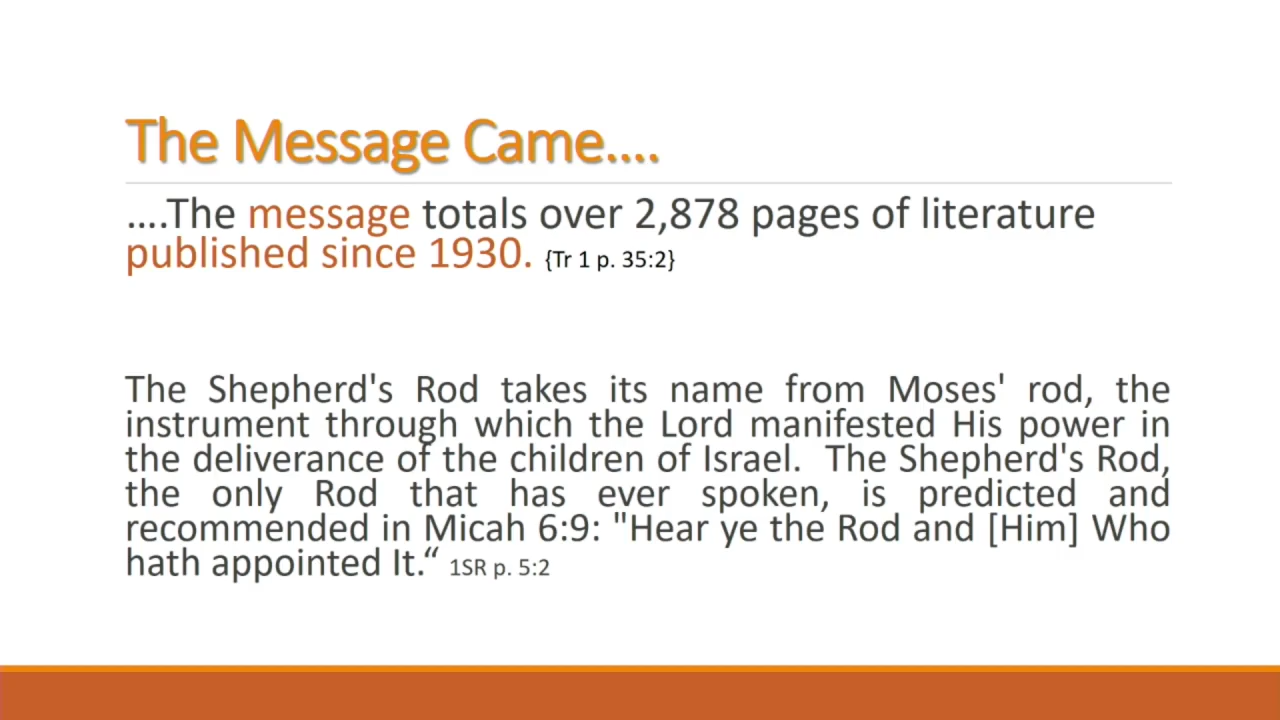 The Message Came....
....The message totals over 2,878 pages of literature
published since 1930. {Tr 1 p. 35:2}
The Shepherd's Rod takes its name from Moses' rod, the
instrument through which the Lord manifested His power in
the deliverance of the children of Israel.  The Shepherd's Rod,
the only Rod that has ever spoken, is predicted and
recommended in Micah 6:9: "Hear ye the Rod and [Him] Who
hath appointed It.“ 1SR p. 5:2